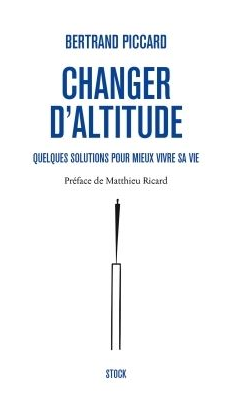 BERTRAND PICCARD
CHANGER
D'ALTITUDE
QUELQUES SOLUTIONS POUR MIEUX VIVRE SA VIE
Préface de Matthieu Ricard
STOCK